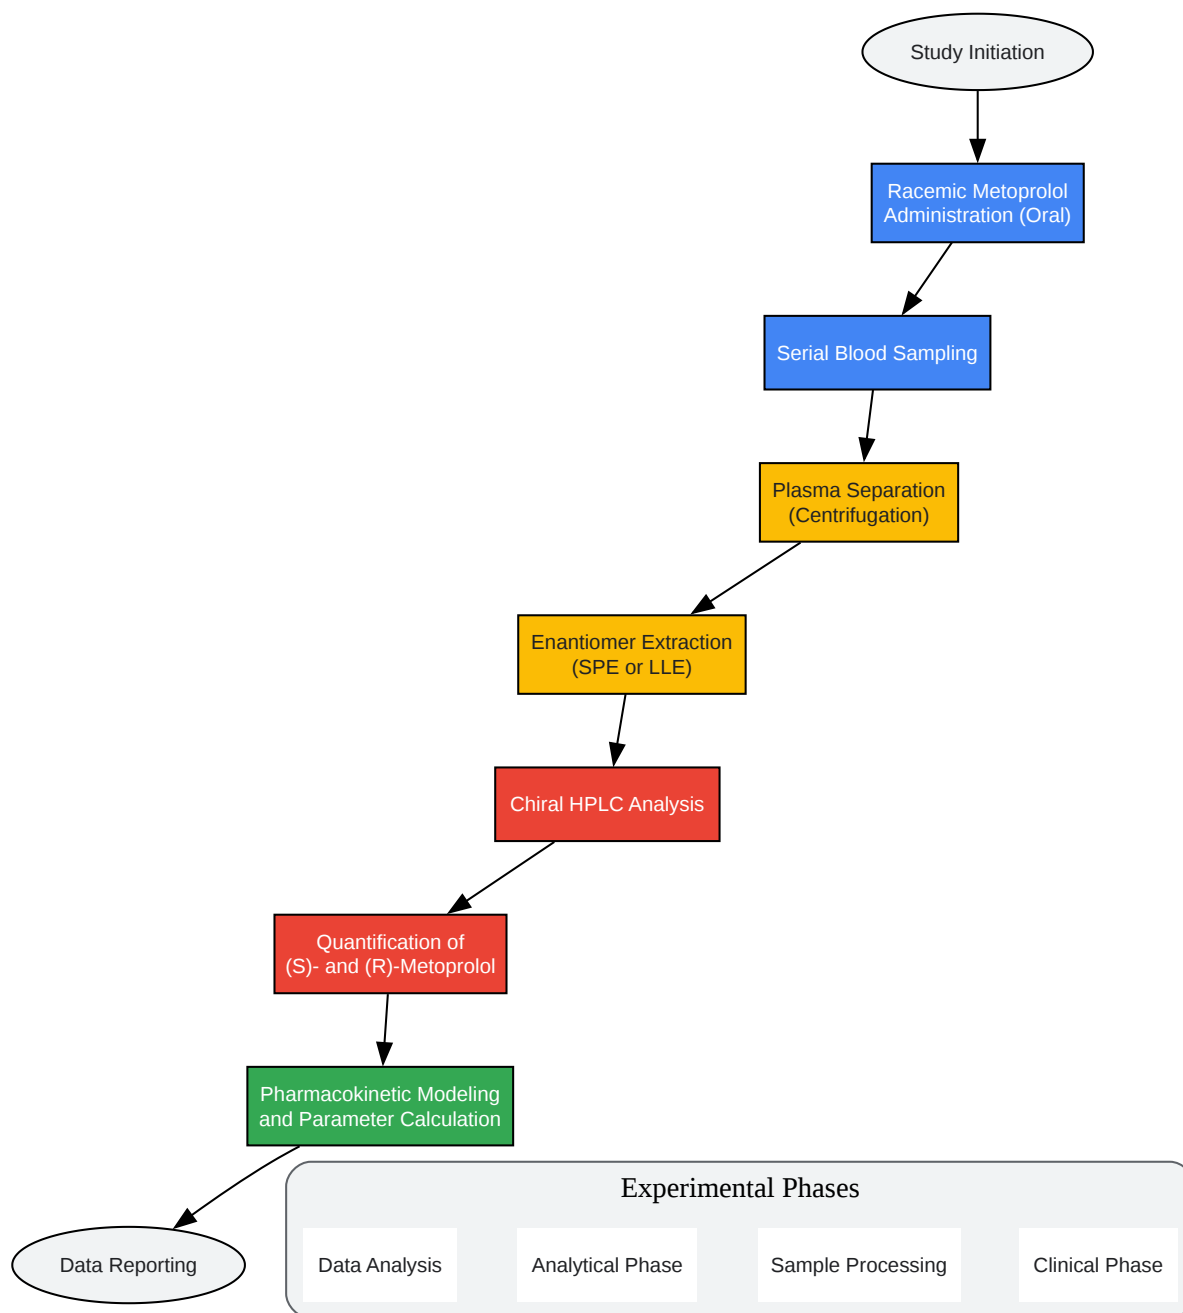 Study Initiation
Racemic Metoprolol
Administration (Oral)
Serial Blood Sampling
Plasma Separation
(Centrifugation)
Enantiomer Extraction
(SPE or LLE)
Chiral HPLC Analysis
Quantification of
(S)- and (R)-Metoprolol
Pharmacokinetic Modeling
and Parameter Calculation
Data Reporting
Experimental Phases
Data Analysis
Analytical Phase
Sample Processing
Clinical Phase